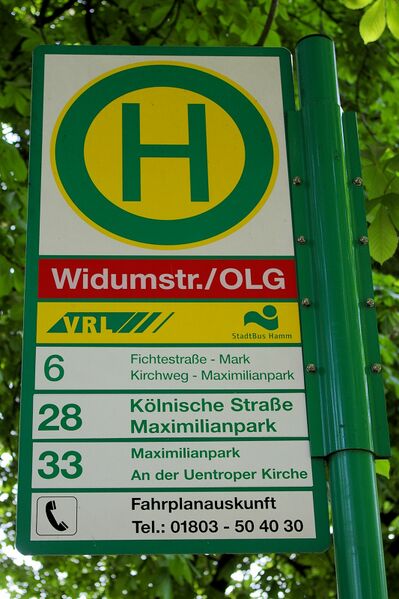 H
Widumstr./OLG
VRL
StadtBus Hamm
6 Fichtestraße - Mark
Kirchweg - Maximilianpark
28 Kölnische Straße
Maximilianpark
33 Maximilianpark
An der Uentroper Kirche
Fahrplanauskunft
Tel.: 01803 - 50 40 30